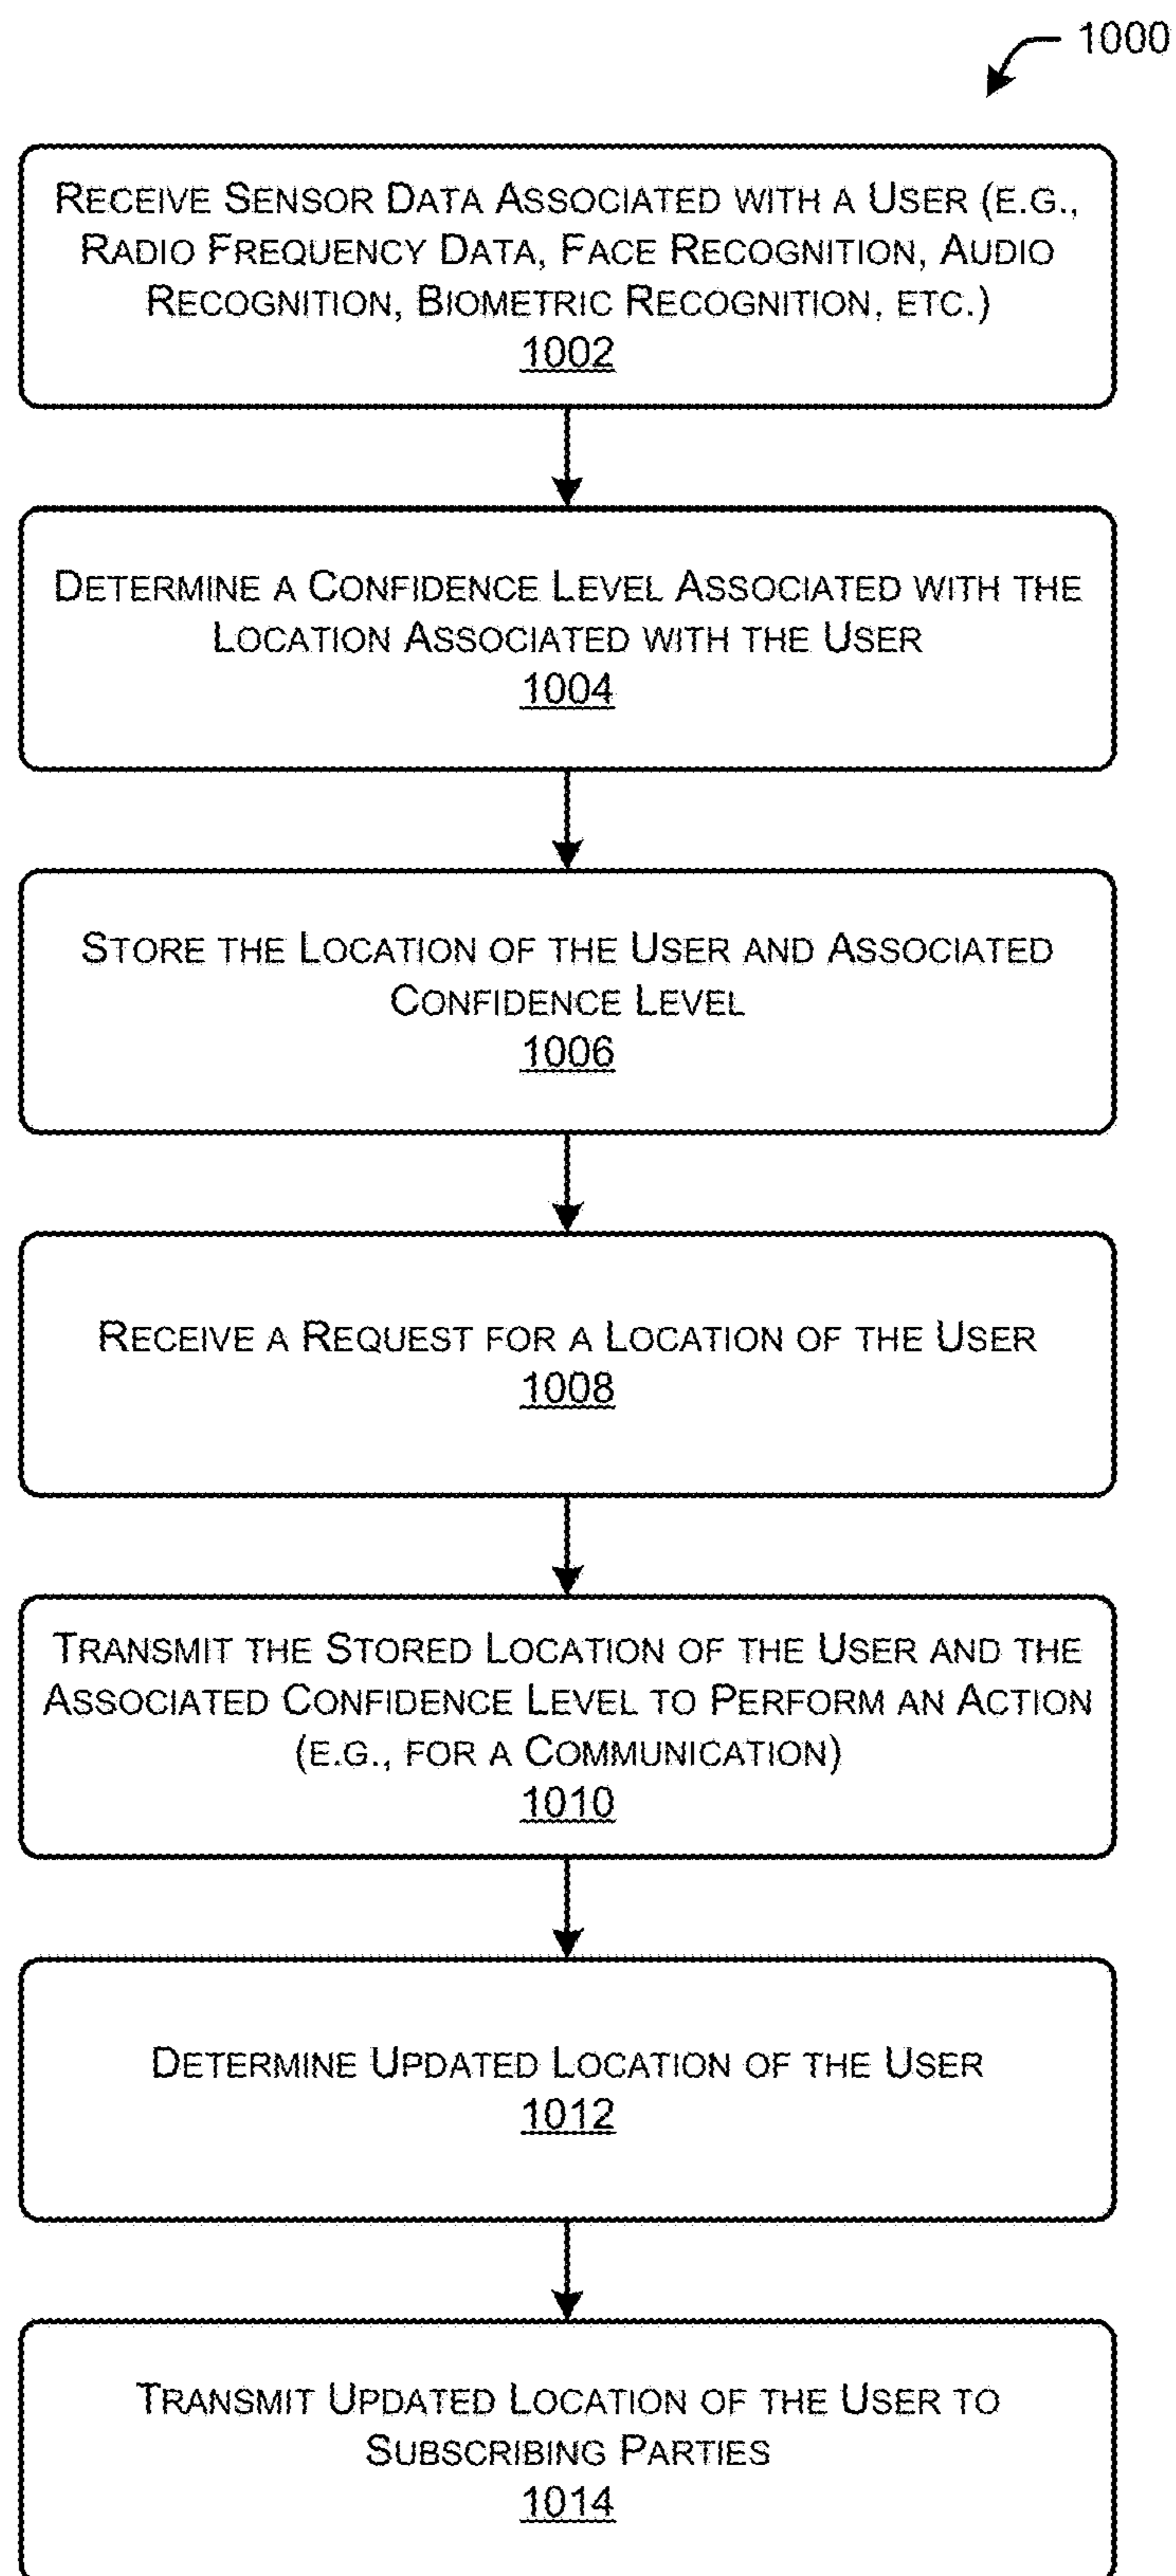 1000
RECEIVE SENSOR DATA ASSOCIATED WITH A USER (E.G.,
RADIO FREQUENCY DATA, FACE RECOGNITION, AUDIO
RECOGNITION, BIOMETRIC RECOGNITION, ETC.)
1002
DETERMINE A CONFIDENCE LEVEL ASSOCIATED WITH THE
LOCATION ASSOCIATED WITH THE USER
1004
STORE THE LOCATION OF THE USER AND ASSOCIATED
CONFIDENCE LEVEL
1006
RECEIVE A REQUEST FOR A LOCATION OF THE USER
1008
TRANSMIT THE STORED LOCATION OF THE USER AND THE
ASSOCIATED CONFIDENCE LEVEL TO PERFORM AN ACTION
(E.G., FOR A COMMUNICATION)
1010
DETERMINE UPDATED LOCATION OF THE USER
1012
TRANSMIT UPDATED LOCATION OF THE USER TO
SUBSCRIBING PARTIES
1014